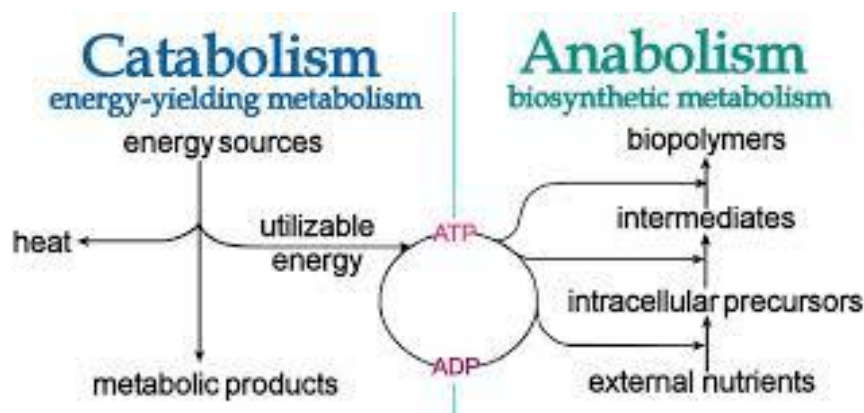 Catabolism
energy-yielding metabolism
energy sources
heat
utilizable
energy
metabolic products
ATP
ADP
Anabolism
biosynthetic metabolism
biopolymers
intermediates
intracellular precursors
external nutrients